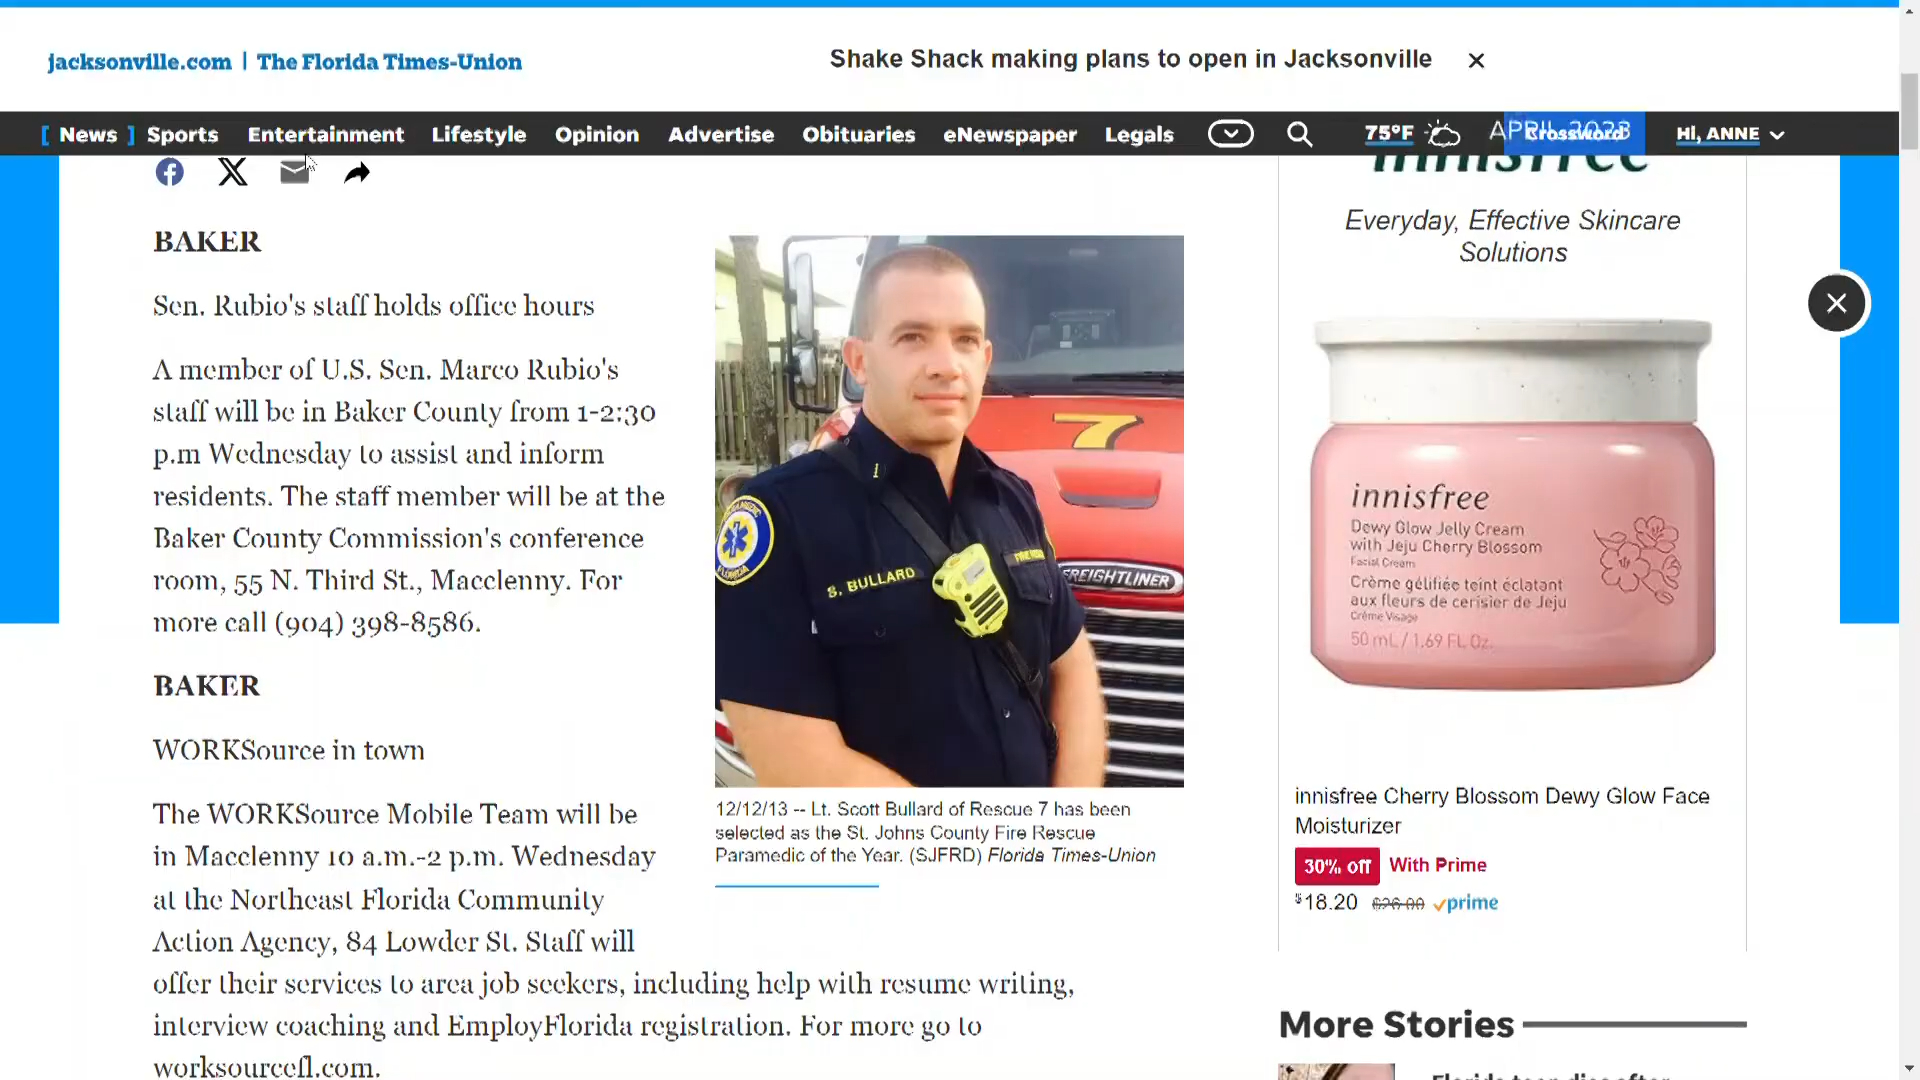 jacksonville.com | The Florida Times-Union
Shake Shack making plans to open in Jacksonville
[ News ] Sports Entertainment Lifestyle Opinion Advertise Obituaries eNewspaper Legals 75°F APRIL 2023 Crossword Hi, ANNE
innisfree
Everyday, Effective Skincare
Solutions
BAKER
Sen. Rubio's staff holds office hours
A member of U.S. Sen. Marco Rubio's
staff will be in Baker County from 1-2:30
p.m Wednesday to assist and inform
residents. The staff member will be at the
Baker County Commission's conference
room, 55 N. Third St., Macclenny. For
more call (904) 398-8586.
BAKER
WORKSource in town
The WORKSource Mobile Team will be
in Macclenny 10 a.m.-2 p.m. Wednesday
at the Northeast Florida Community
Action Agency, 84 Lowder St. Staff will
offer their services to area job seekers, including help with resume writing,
interview coaching and EmployFlorida registration. For more go to
worksourcefl.com.
7
1
PARAMEDIC
FLORIDA
S. BULLARD
FIRE RESCUE
FREIGHTLINER
12/12/13 -- Lt. Scott Bullard of Rescue 7 has been
selected as the St. Johns County Fire Rescue
Paramedic of the Year. (SJFRD) Florida Times-Union
innisfree
Dewy Glow Jelly Cream
with Jeju Cherry Blossom
Facial Cream
Crème gélifiée teint éclatant
aux fleurs de cerisier de Jeju
Crème Visage
50 mL / 1.69 FL. Oz.
innisfree Cherry Blossom Dewy Glow Face
Moisturizer
30% off With Prime
$18.20 $26.00 prime
More Stories
Florida teen dies after